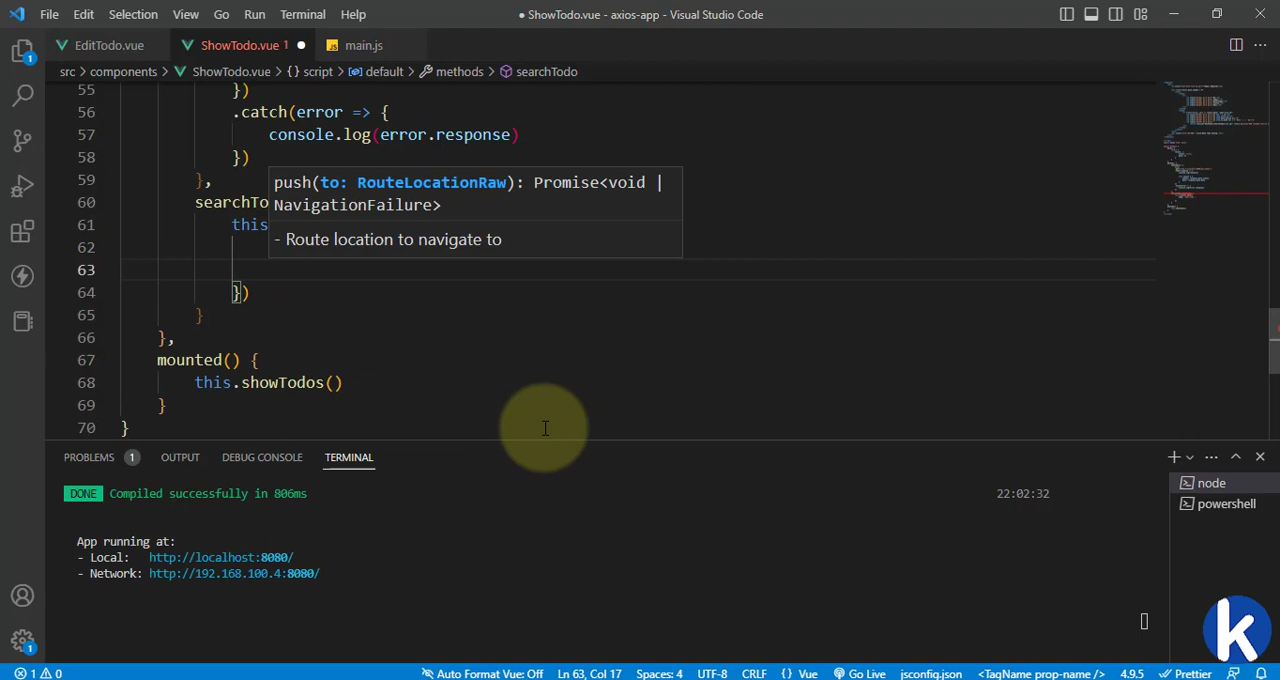 File Edit Selection View Go Run Terminal Help
● ShowTodo.vue - axios-app - Visual Studio Code
EditTodo.vue
ShowTodo.vue 1 ●
JS main.js
src > components > ShowTodo.vue > {} script > default > methods > searchTodo
55 })
56 .catch(error => {
57 console.log(error.response)
58 })
59 },
60 searchTo
61 this
62
63
64 })
65 }
66 },
67 mounted() {
68 this.showTodos()
69 }
70 }
push(to: RouteLocationRaw): Promise<void |
NavigationFailure>
- Route location to navigate to
PROBLEMS 1 OUTPUT DEBUG CONSOLE TERMINAL
DONE Compiled successfully in 806ms 22:02:32
App running at:
- Local: http://localhost:8080/
- Network: http://192.168.100.4:8080/
node
powershell
1
1
k
1 0 Auto Format Vue: Off Ln 63, Col 17 Spaces: 4 UTF-8 CRLF {} Vue Go Live jsconfig.json <TagName prop-name /> 4.9.5 Prettier